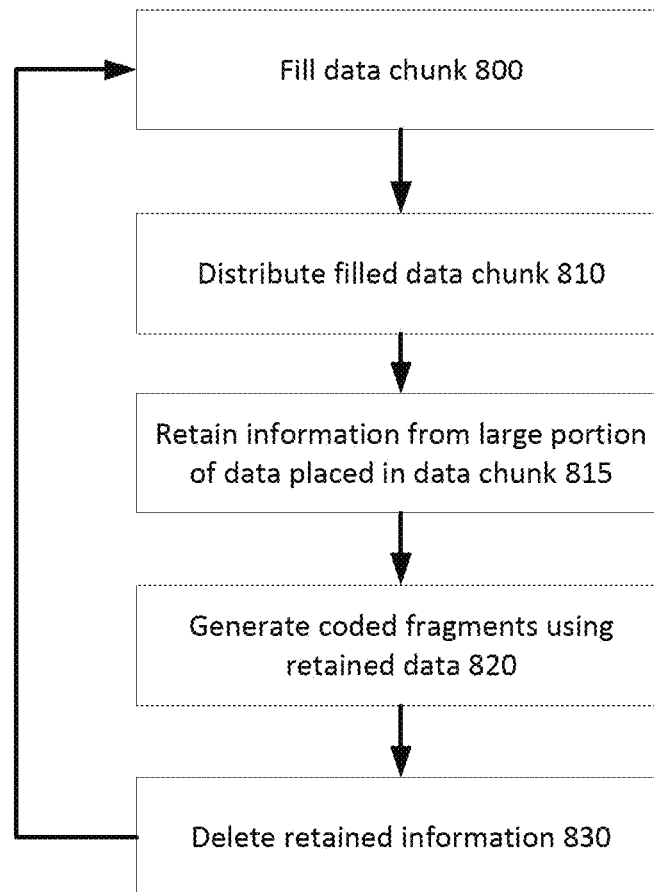 Fill data chunk 800
Distribute filled data chunk 810
Retain information from large portion
of data placed in data chunk 815
Generate coded fragments using
retained data 820
Delete retained information 830